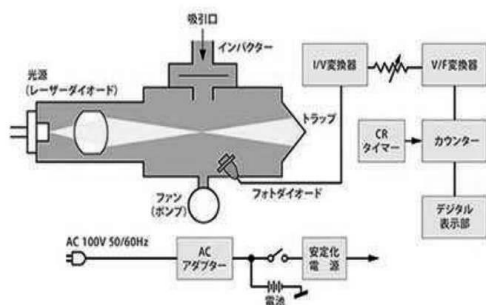 吸引口
インパクター
光源
(レーザーダイオード)
トラップ
フォトダイオード
ファン
(ポンプ)
I/V変換器
V/F変換器
CR
タイマー
カウンター
デジタル
表示部
AC 100V 50/60Hz
AC
アダプター
電池
安定化
電 源